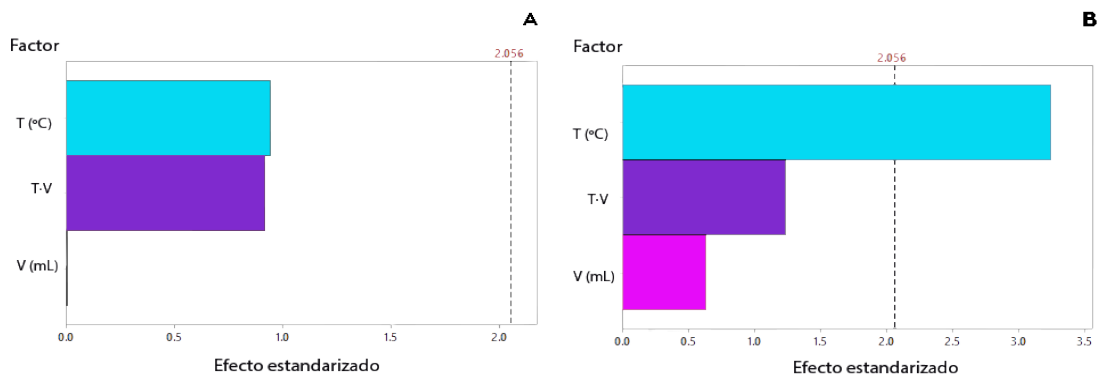 A
Factor
2.056
T (ºC)
T·V
V (mL)
0.0 0.5 1.0 1.5 2.0
Efecto estandarizado
B
Factor
2.056
T (ºC)
T·V
V (mL)
0.0 0.5 1.0 1.5 2.0 2.5 3.0 3.5
Efecto estandarizado